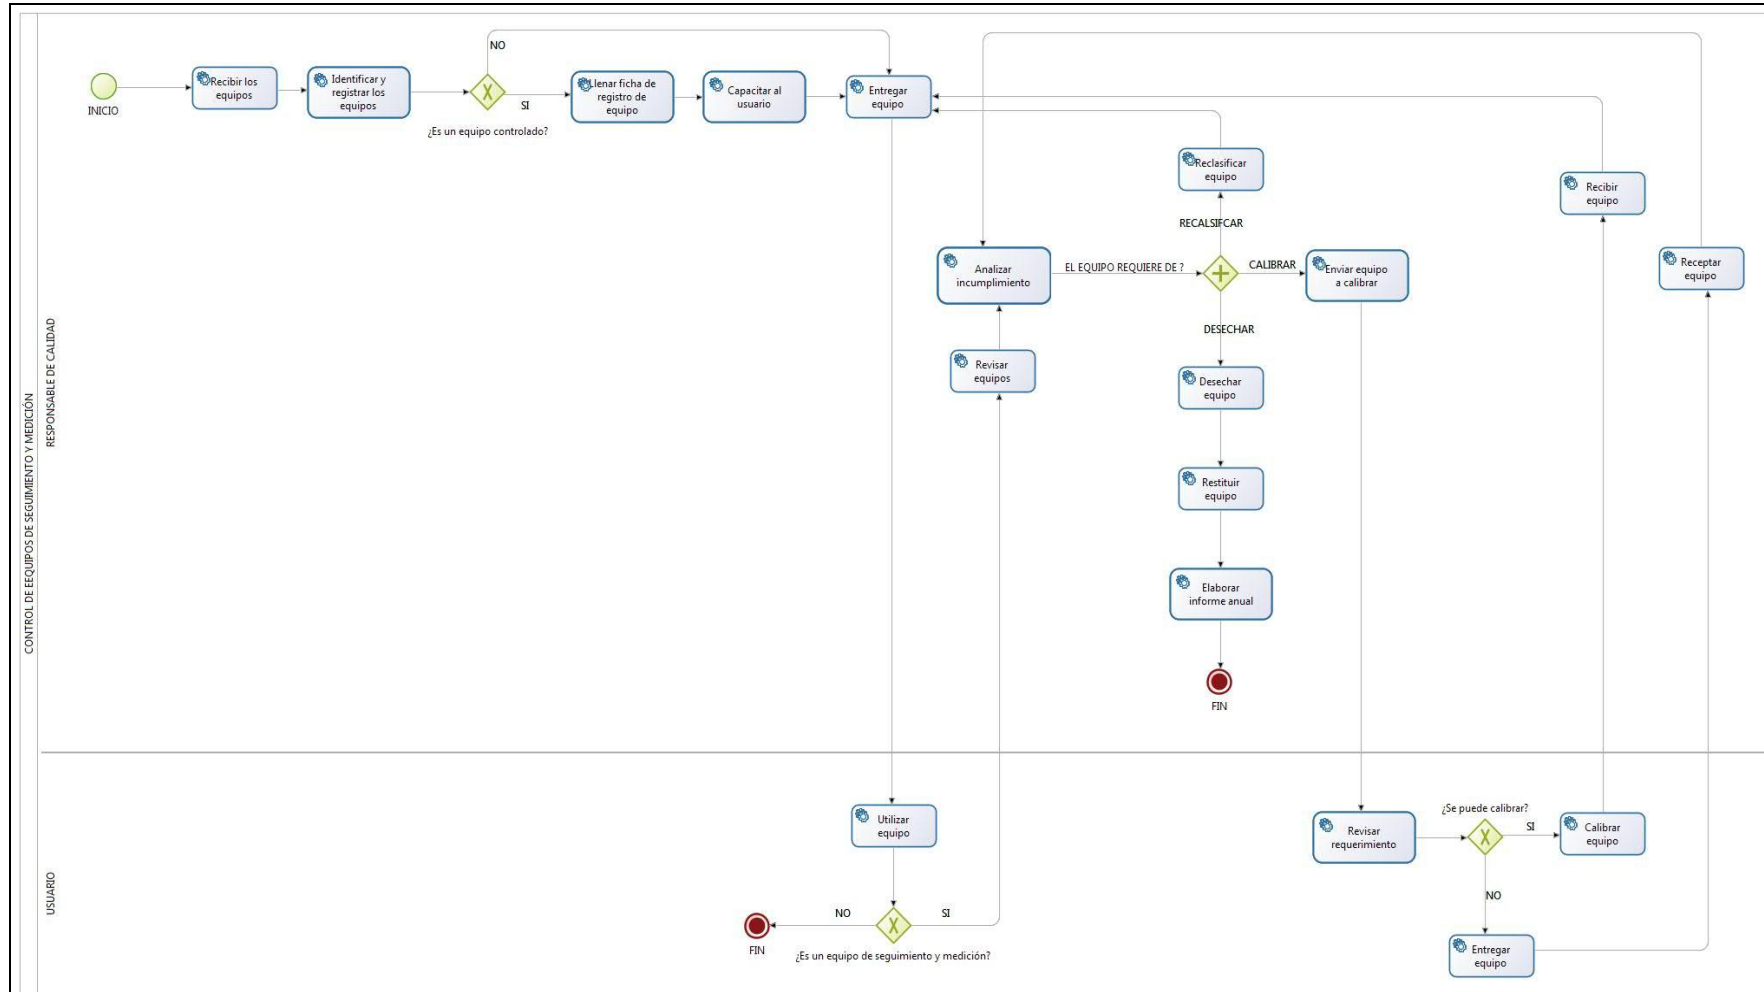 CONTROL DE EEQUIPOS DE SEGUIMIENTO Y MEDICIÓN
RESPONSABLE DE CALIDAD
INICIO
Recibir los
equipos
Identificar y
registrar los
equipos
NO
SI
¿Es un equipo controlado?
Llenar ficha de
registro de
equipo
Capacitar al
usuario
Entregar
equipo
Reclasificar
equipo
RECALSIFCAR
Recibir
equipo
Receptar
equipo
Analizar
incumplimiento
EL EQUIPO REQUIERE DE ?
CALIBRAR
Enviar equipo
a calibrar
DESECHAR
Revisar
equipos
Desechar
equipo
Restituir
equipo
Elaborar
informe anual
FIN
USUARIO
Utilizar
equipo
NO
SI
FIN
¿Es un equipo de seguimiento y medición?
Revisar
requerimiento
¿Se puede calibrar?
SI
Calibrar
equipo
NO
Entregar
equipo